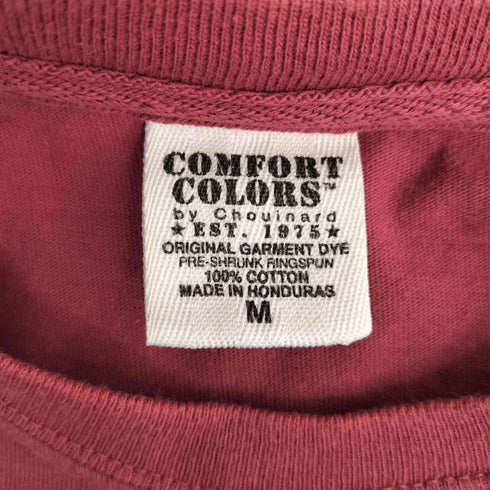 COMFORT
COLORS™
by Chouinard
★ EST. 1975 ★
ORIGINAL GARMENT DYE
PRE-SHRUNK RINGSPUN
100% COTTON
MADE IN HONDURAS
M